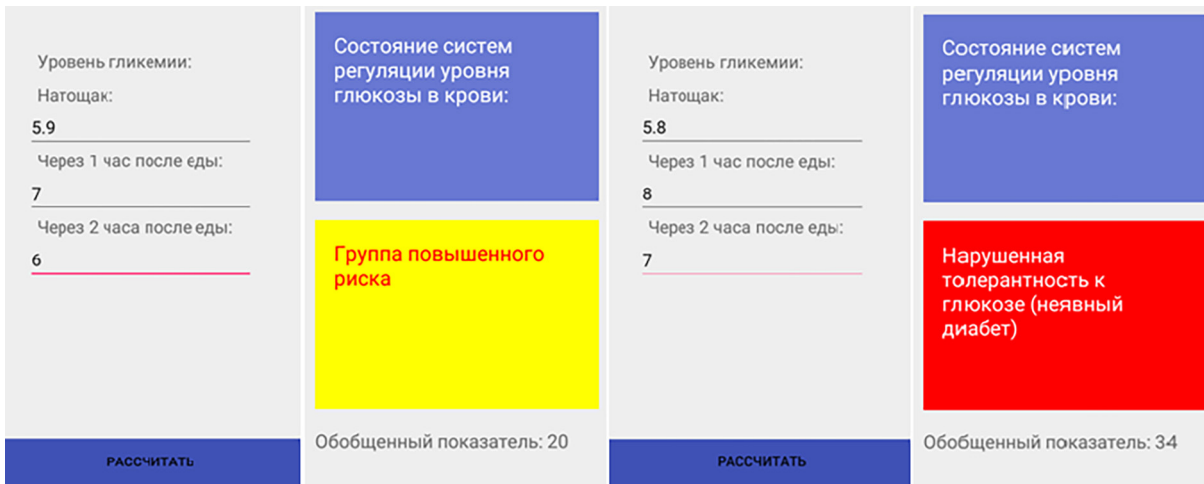 Уровень гликемии:
Натощак:
5.9
Через 1 час после еды:
7
Через 2 часа после еды:
6
РАССЧИТАТЬ
Состояние систем
регуляции уровня
глюкозы в крови:
Группа повышенного
риска
Обобщенный показатель: 20
Уровень гликемии:
Натощак:
5.8
Через 1 час после еды:
8
Через 2 часа после еды:
7
РАССЧИТАТЬ
Состояние систем
регуляции уровня
глюкозы в крови:
Нарушенная
толерантность к
глюкозе (неявный
диабет)
Обобщенный показатель: 34